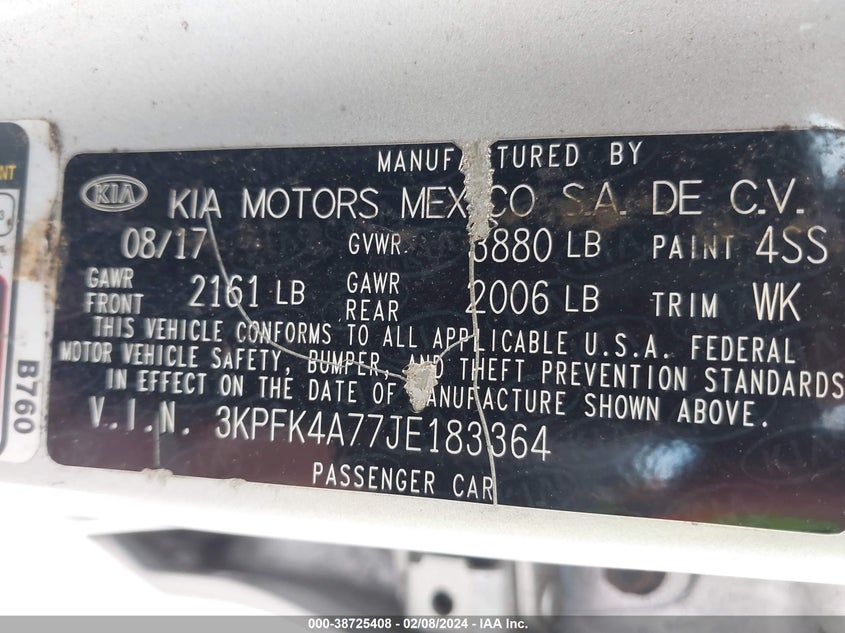 MANUFACTURED BY
KIA KIA MOTORS MEXICO S.A. DE C.V.
08/17 GVWR. 3880 LB PAINT 4SS
GAWR FRONT 2161 LB GAWR REAR 2006 LB TRIM WK
THIS VEHICLE CONFORMS TO ALL APPLICABLE U.S.A. FEDERAL
MOTOR VEHICLE SAFETY, BUMPER, AND THEFT PREVENTION STANDARDS
IN EFFECT ON THE DATE OF MANUFACTURE SHOWN ABOVE.
V.I.N. 3KPFK4A77JE183364
PASSENGER CAR
B760
000-38725408 - 02/08/2024 - IAAI Inc.